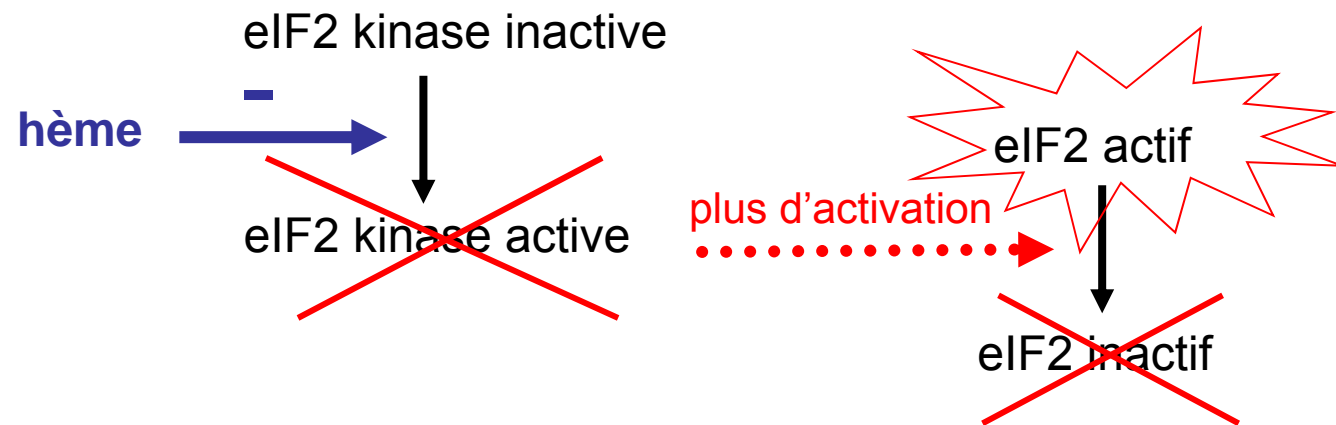 eIF2 kinase inactive
–
hème
eIF2 kinase active
plus d’activation
eIF2 actif
eIF2 inactif